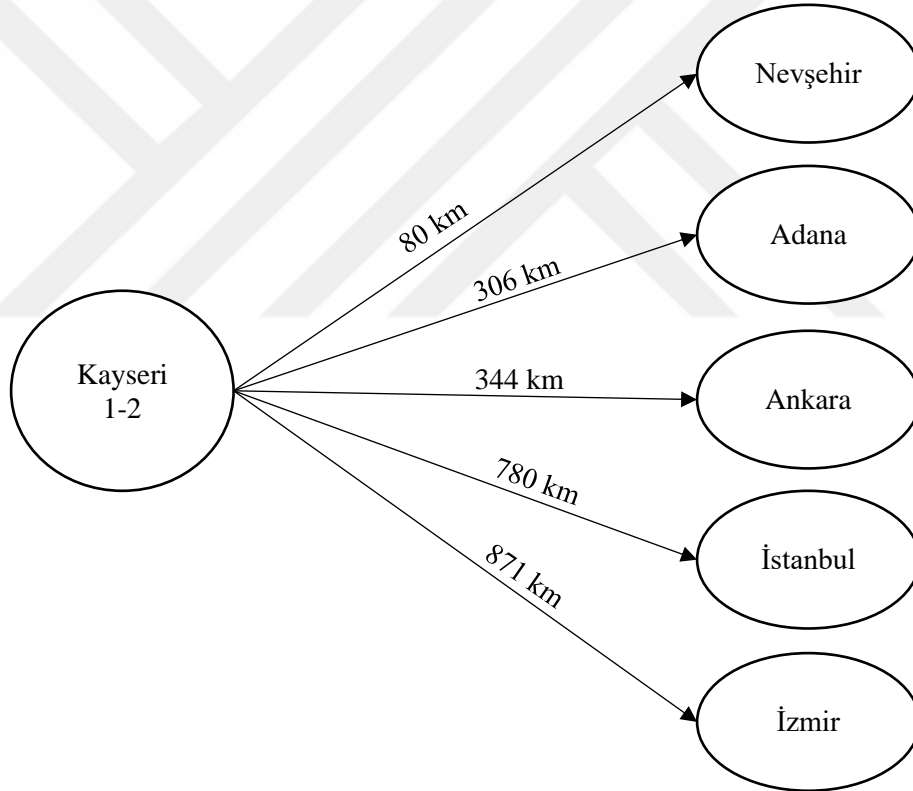 Nevşehir
80 km
Adana
306 km
Kayseri
1-2
344 km
Ankara
780 km
İstanbul
871 km
İzmir